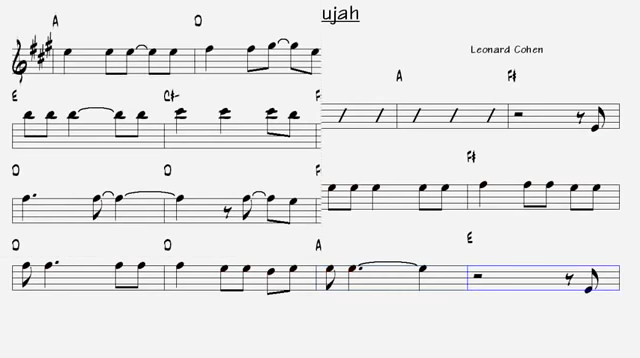 ujah
A D
Leonard Cohen
A F#
E C#- F
F#
D D F
D D A E